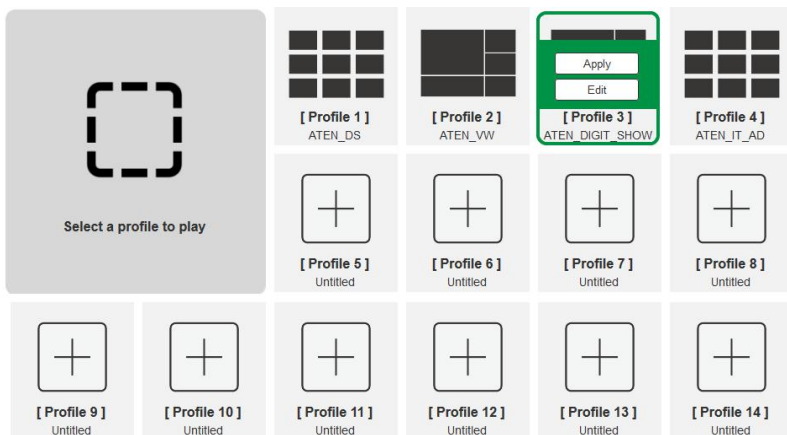 Select a profile to play
[ Profile 1 ]
ATEN_DS
[ Profile 2 ]
ATEN_VW
Apply
Edit
[ Profile 3 ]
ATEN_DIGIT_SHOW
[ Profile 4 ]
ATEN_IT_AD
[ Profile 5 ]
Untitled
[ Profile 6 ]
Untitled
[ Profile 7 ]
Untitled
[ Profile 8 ]
Untitled
[ Profile 9 ]
Untitled
[ Profile 10 ]
Untitled
[ Profile 11 ]
Untitled
[ Profile 12 ]
Untitled
[ Profile 13 ]
Untitled
[ Profile 14 ]
Untitled